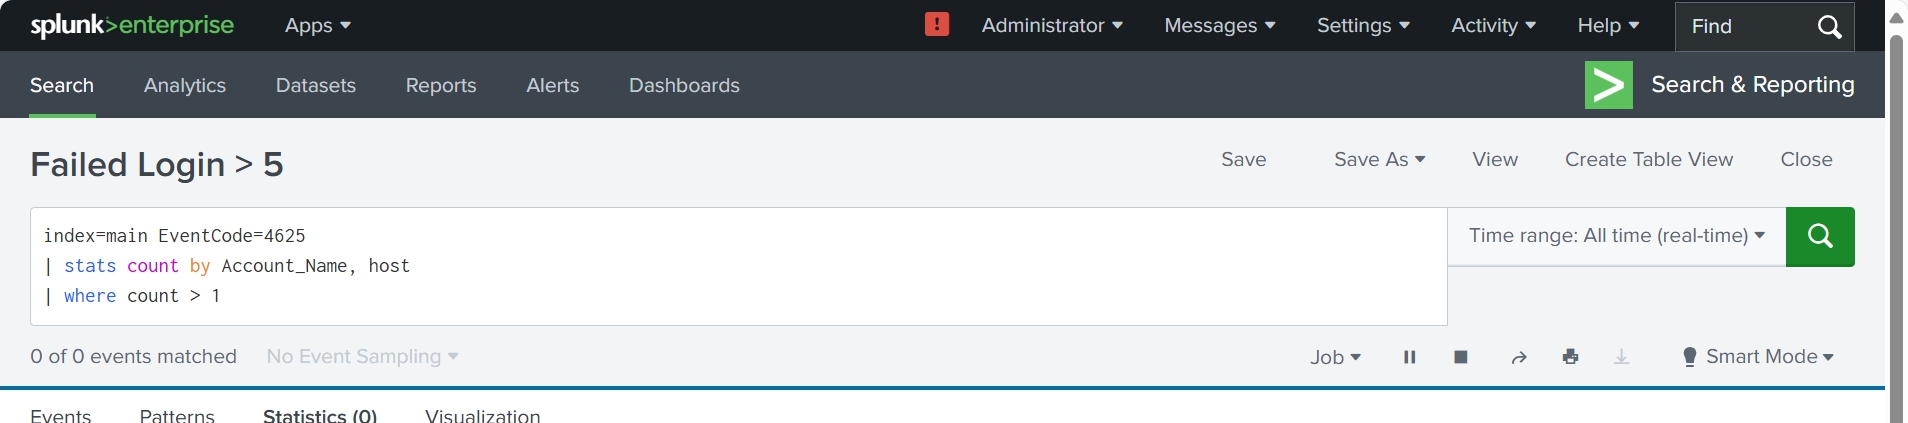 splunk>enterprise Apps Administrator Messages Settings Activity Help Find
Search Analytics Datasets Reports Alerts Dashboards Search & Reporting
Failed Login > 5 Save Save As View Create Table View Close
index=main EventCode=4625 Time range: All time (real-time)
| stats count by Account_Name, host
| where count > 1
0 of 0 events matched No Event Sampling Job Smart Mode
Events Patterns Statistics (0) Visualization